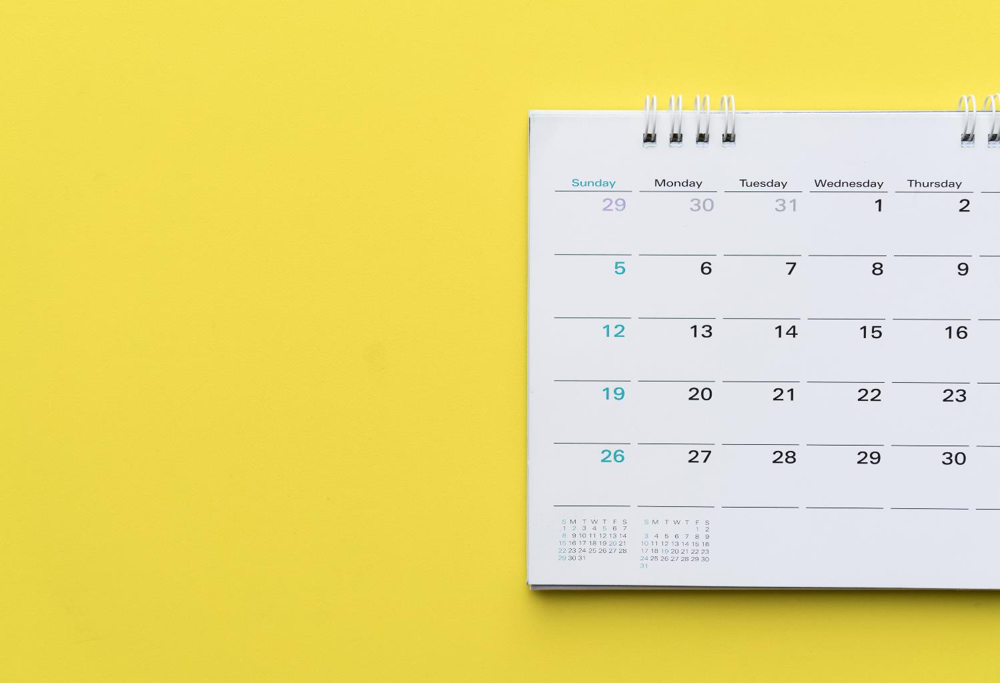 Sunday Monday Tuesday Wednesday Thursday
29 30 31 1 2
5 6 7 8 9
12 13 14 15 16
19 20 21 22 23
26 27 28 29 30
S M T W T F S
1 2 3 4 5 6 7
8 9 10 11 12 13 14
15 16 17 18 19 20 21
22 23 24 25 26 27 28
29 30 31
S M T W T F S
1 2
3 4 5 6 7 8 9
10 11 12 13 14 15 16
17 18 19 20 21 22 23
24 25 26 27 28 29 30
31